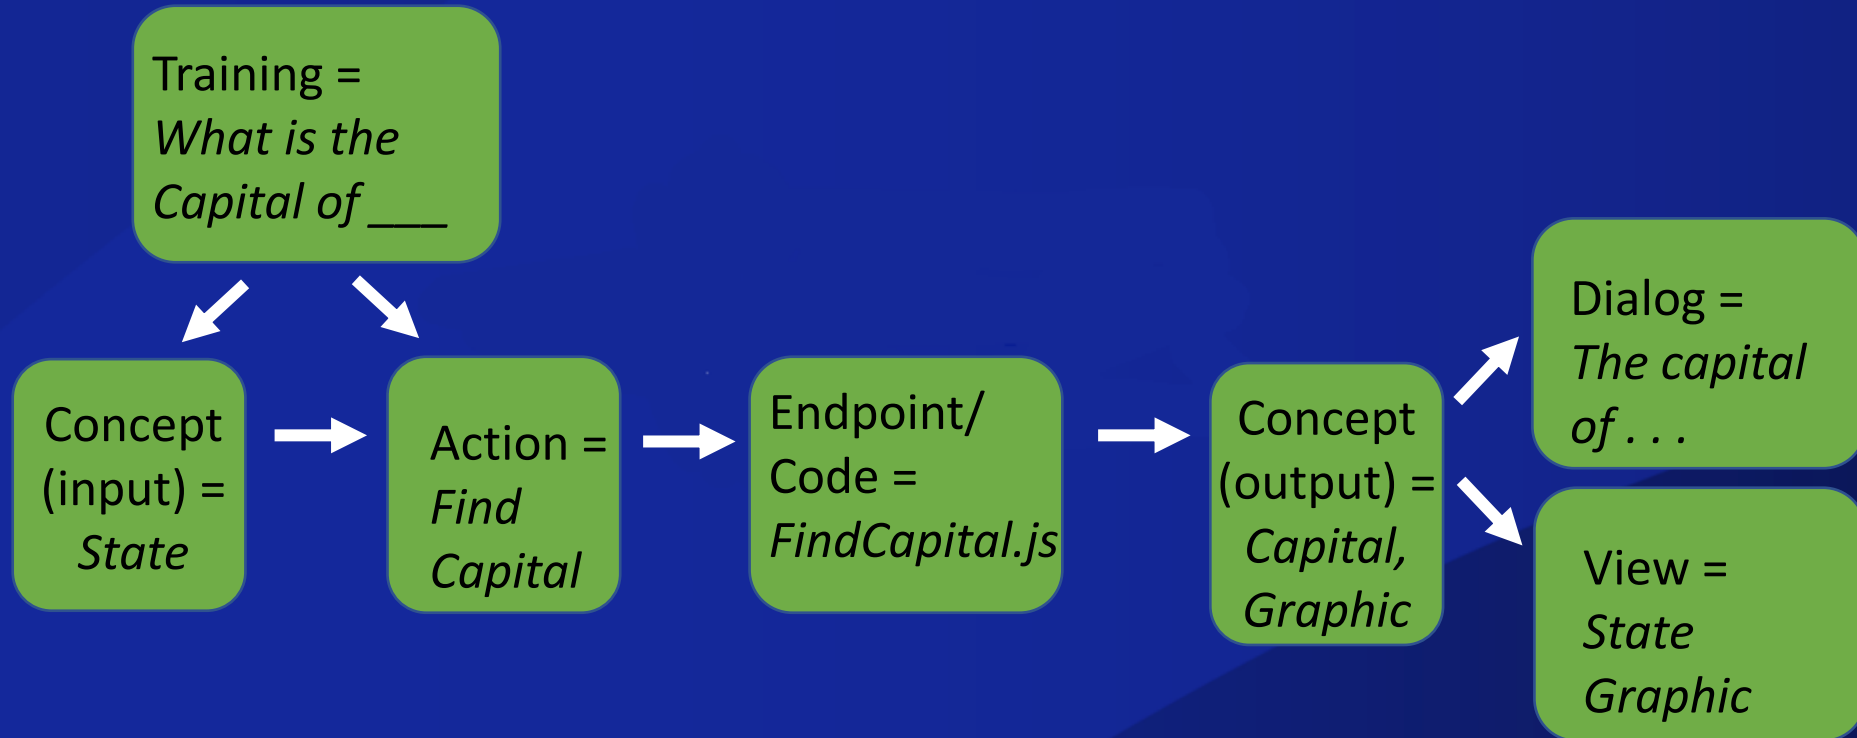 Training =
What is the
Capital of ___
Concept
(input) =
State
Action =
Find
Capital
Endpoint/
Code =
FindCapital.js
Concept
(output) =
Capital,
Graphic
Dialog =
The capital
of . . .
View =
State
Graphic